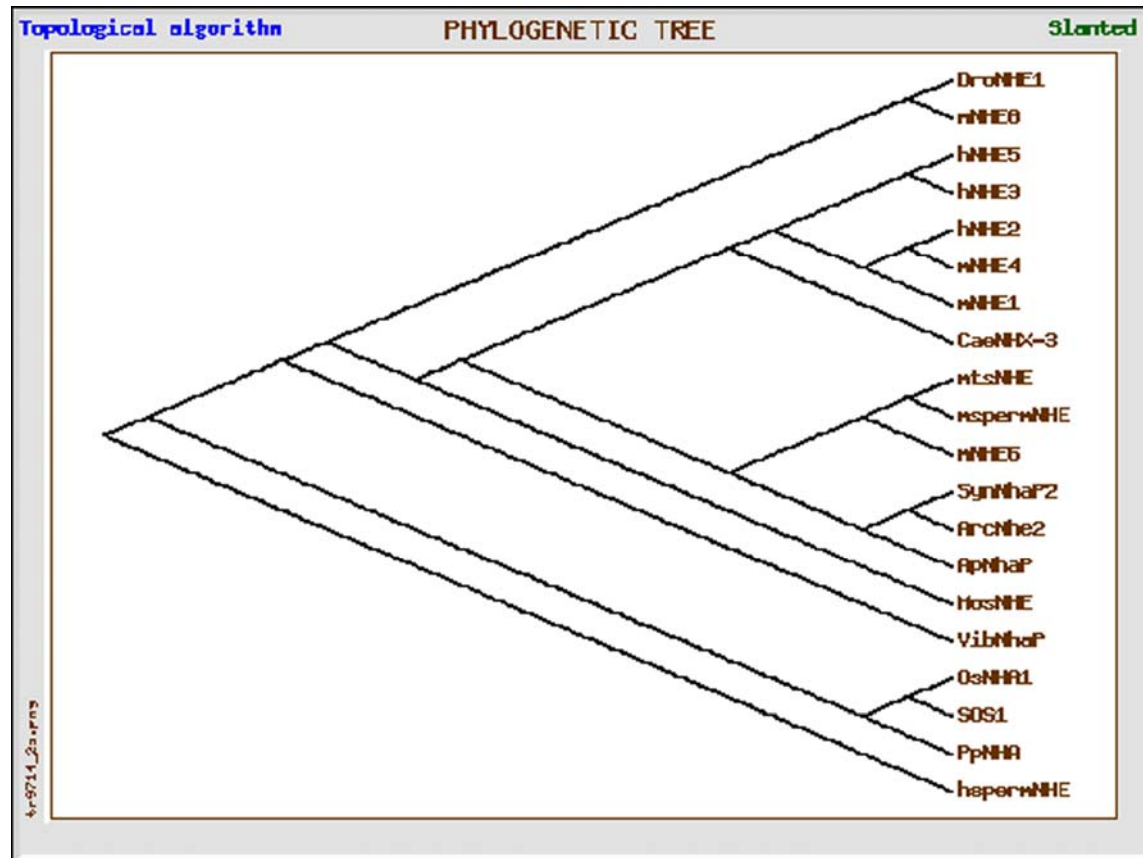 Topological algorithm
PHYLOGENETIC TREE
Slanted
DroNHE1
mNHE8
hNHE5
hNHE3
hNHE2
mNHE4
mNHE1
CaeNHX-3
mtsNHE
mspermNHE
mNHE6
SynNhaP2
ArcNhe2
ApNhaP
MosNHE
VibNhaP
OsNHA1
SOS1
PpNHA
hspermNHE